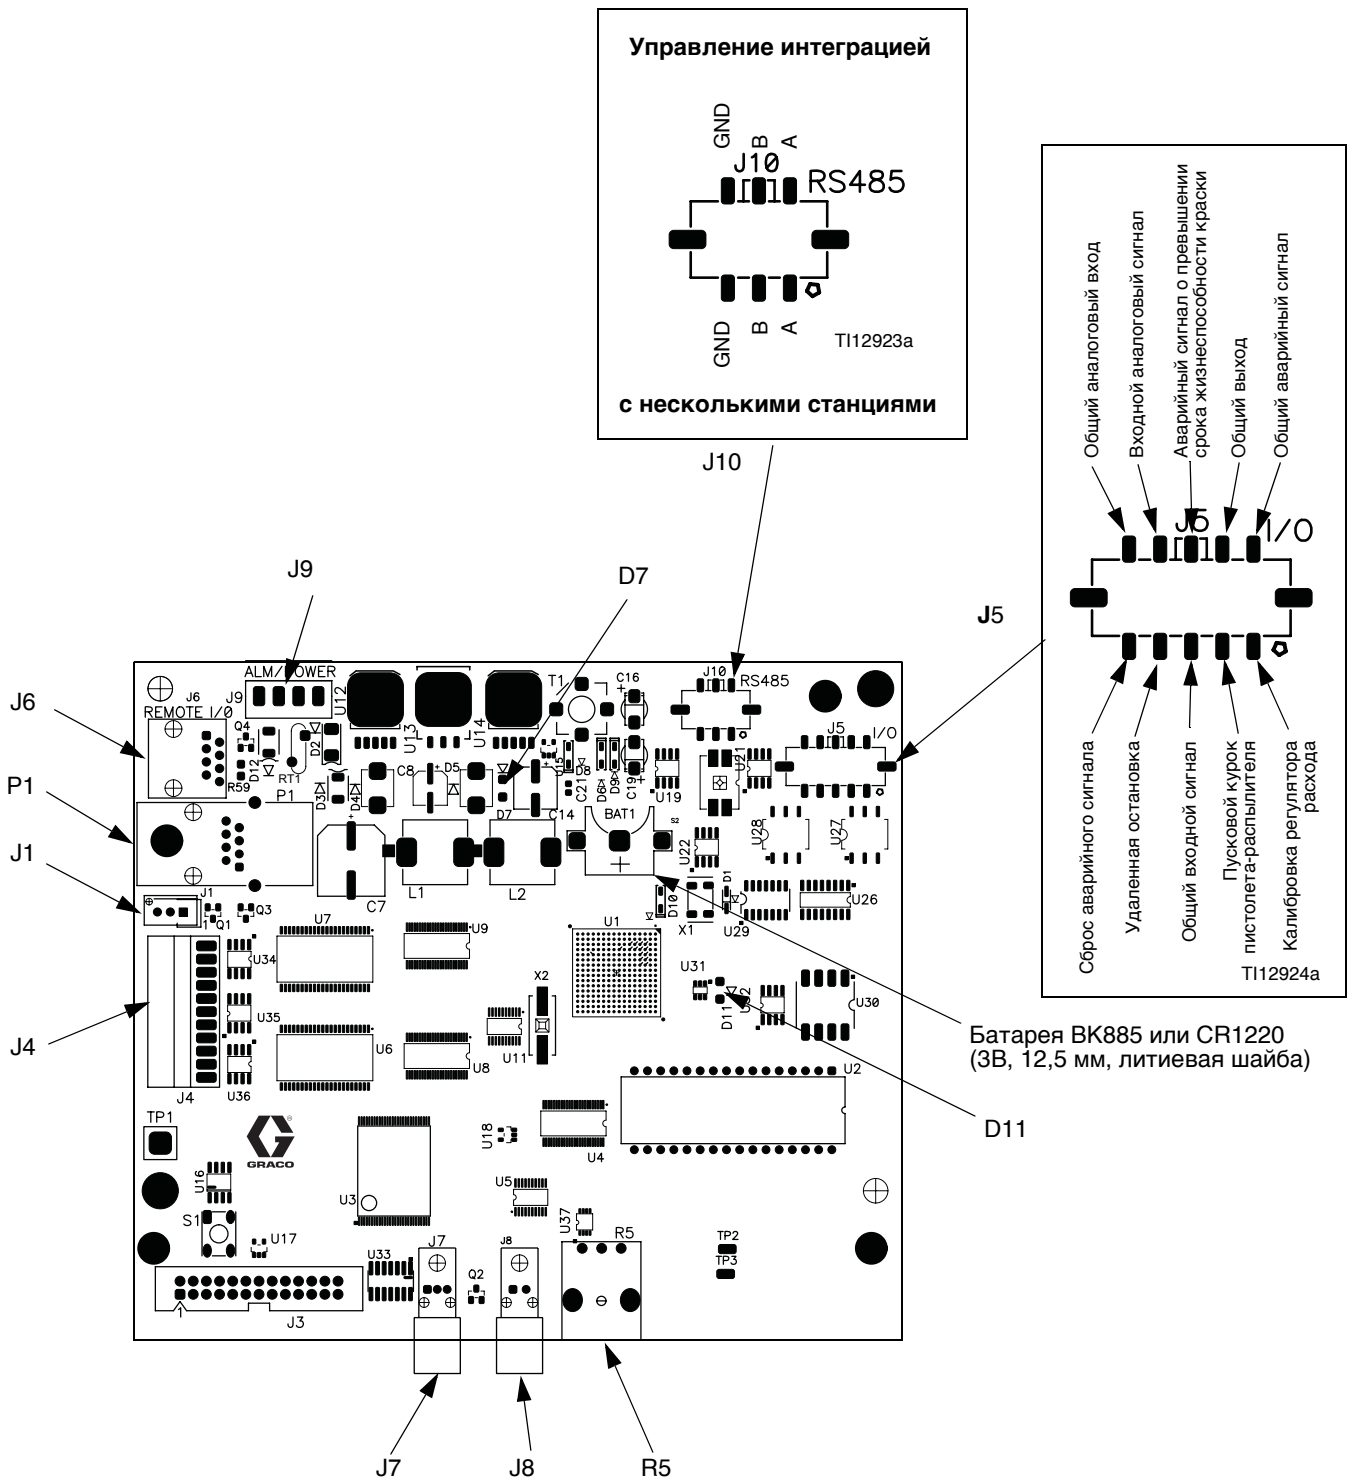 Управление интеграцией
GND
B
A
J10
RS485
GND
B
A
TI12923a
с несколькими станциями
J10
Общий аналоговый вход
Входной аналоговый сигнал
Аварийный сигнал о превышении
срока жизнеспособности краски
Общий выход
Общий аварийный сигнал
J5
I/O
Сброс аварийного сигнала
Удаленная остановка
Общий входной сигнал
Пусковой курок
пистолета-распылителя
Калибровка регулятора
расхода
TI12924a
J9
D7
J5
J6
P1
J1
J4
ALM/POWER
J9
J6
REMOTE I/O
Q4
D12
R59
RT1
D2
U12
U13
U14
T1
C16
J10
RS485
J5
I/O
P1
D3
D4
C8
D5
D7
C14
U15
D8
C21
D6
D9
C19
U19
U21
BAT1
S2
U22
U28
U27
J1
1
Q1
Q3
C7
L1
L2
D10
X1
D1
U29
U26
U7
U9
U1
U34
U35
U36
U6
U8
U11
X2
U31
D11
U32
U30
J4
U2
Батарея BK885 или CR1220
(3В, 12,5 мм, литиевая шайба)
D11
TP1
GRACO
U16
S1
U17
U3
U18
U4
U5
U37
R5
TP2
TP3
J7
J8
U33
Q2
1
J3
J7
J8
R5